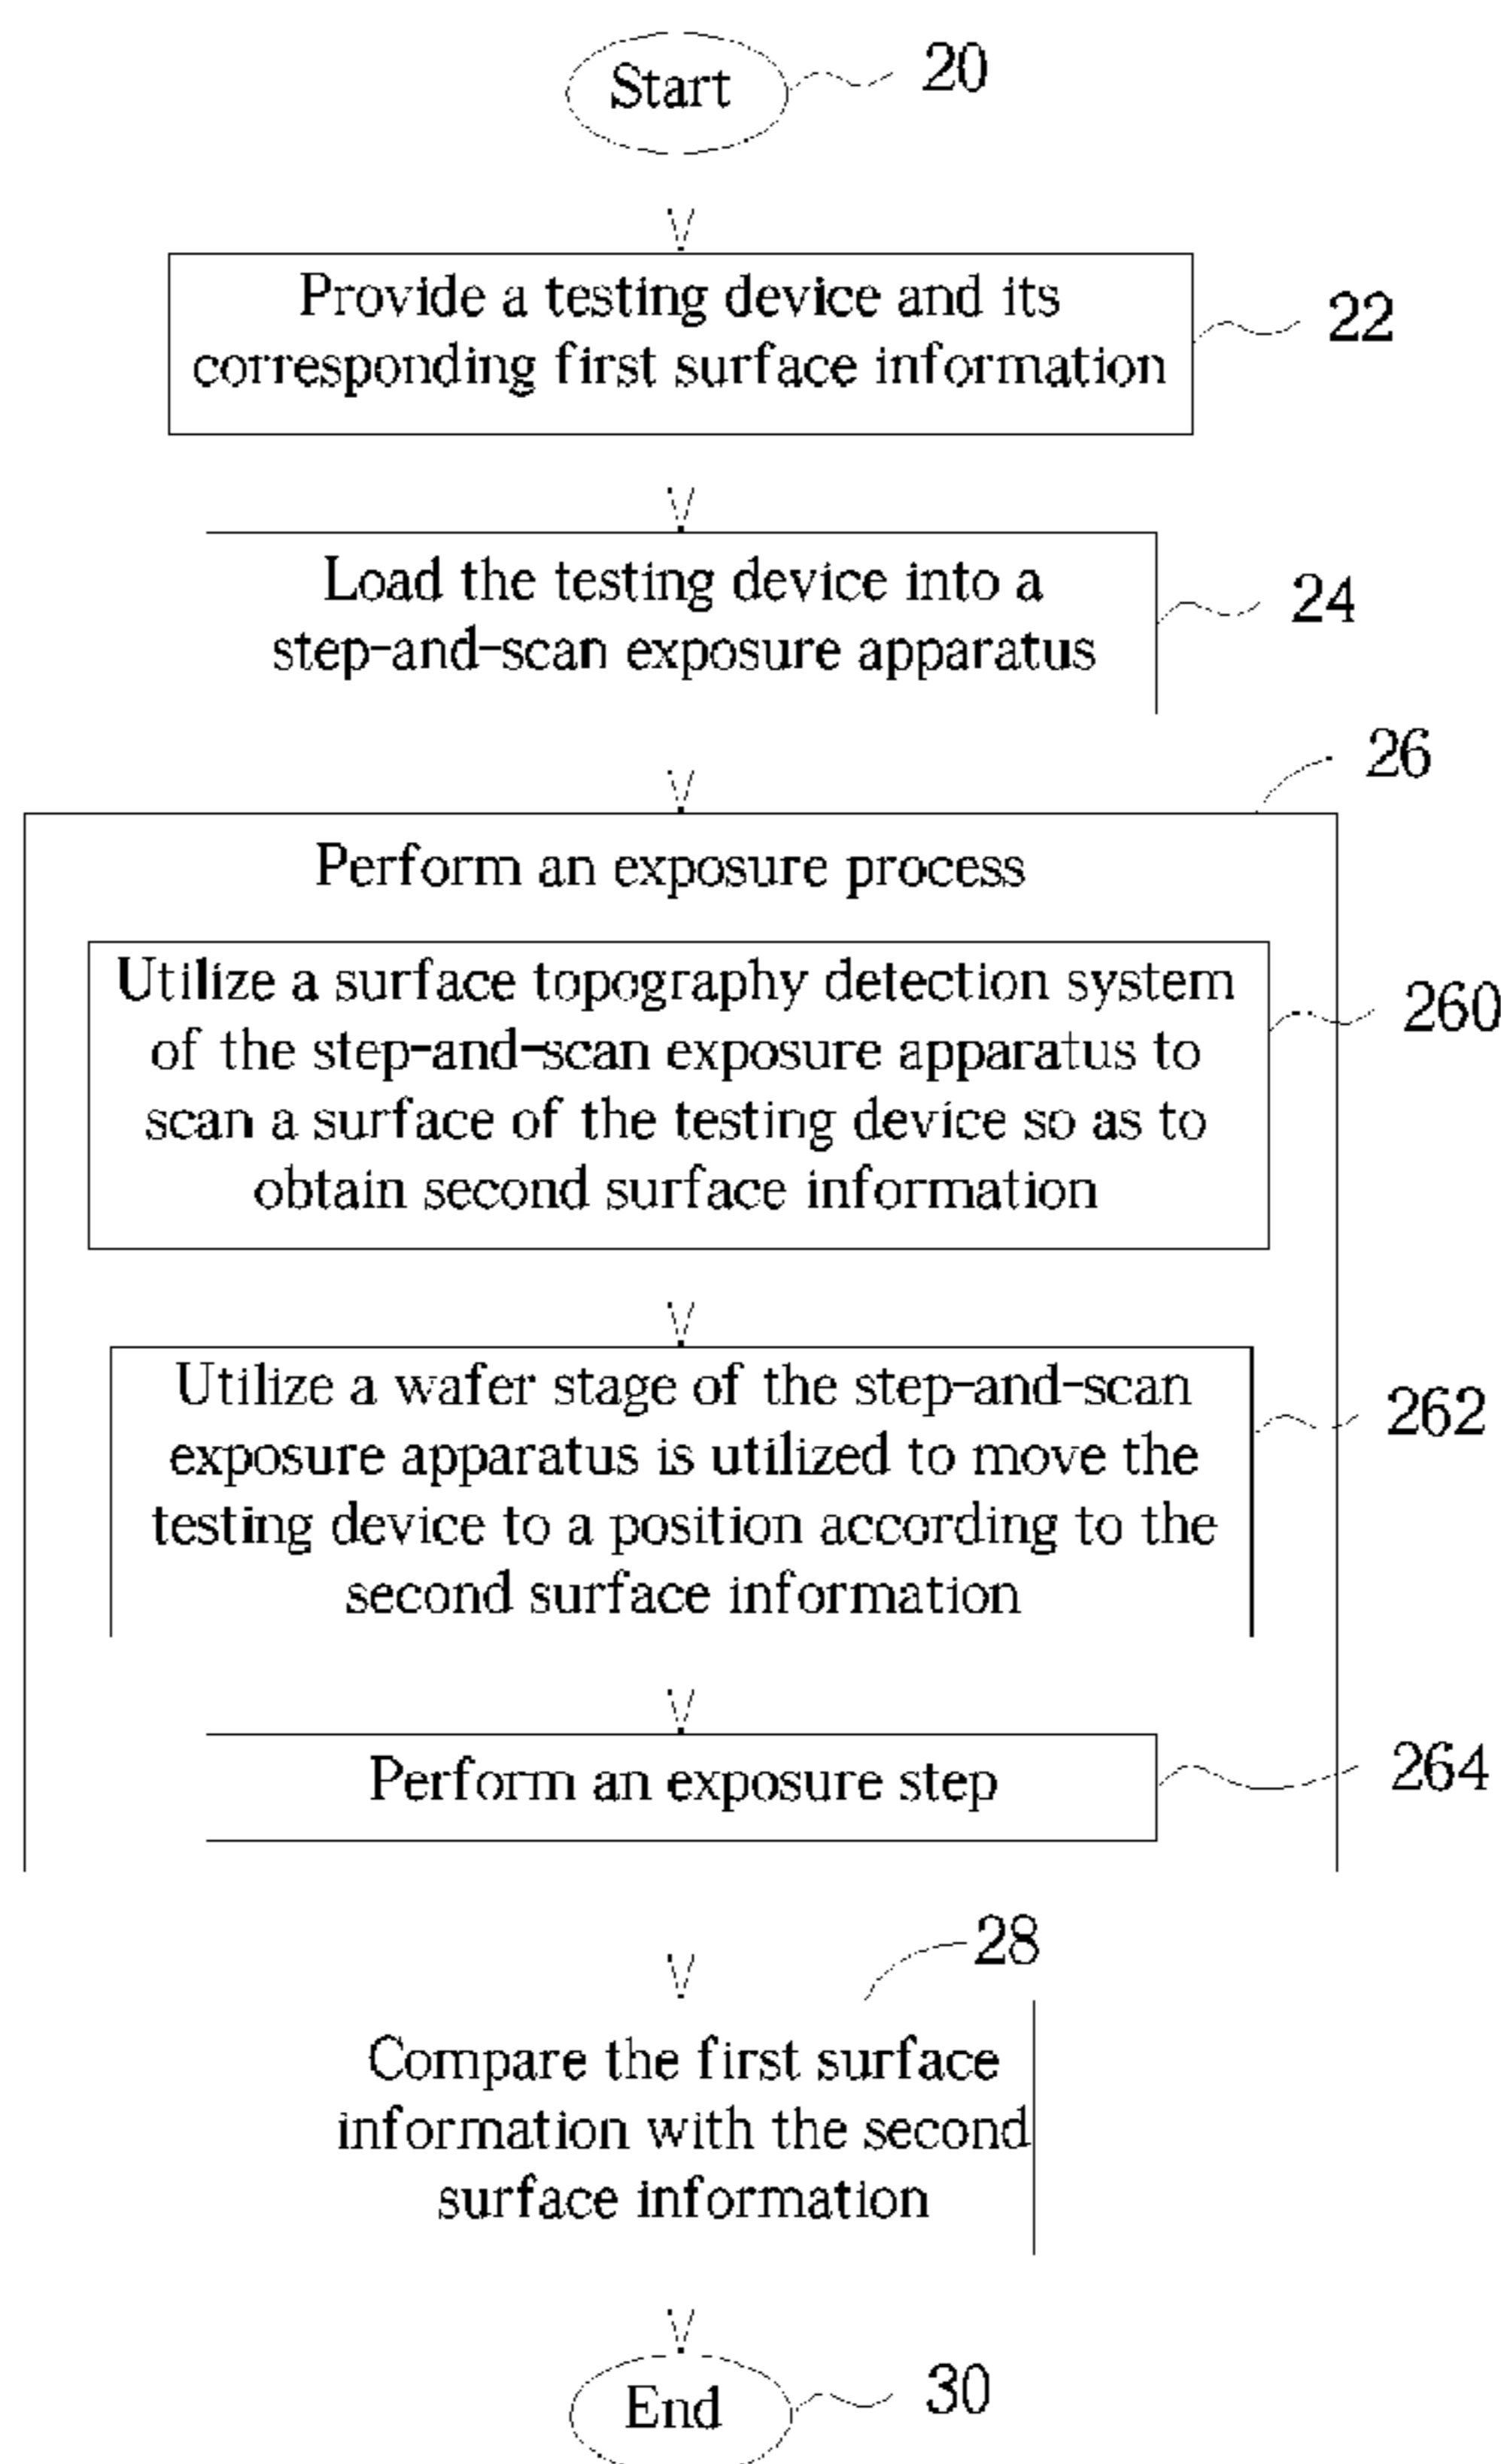 Start
20
Provide a testing device and its
corresponding first surface information
22
Load the testing device into a
step-and-scan exposure apparatus
24
26
Perform an exposure process
Utilize a surface topography detection system
of the step-and-scan exposure apparatus to
scan a surface of the testing device so as to
obtain second surface information
260
Utilize a wafer stage of the step-and-scan
exposure apparatus is utilized to move the
testing device to a position according to the
second surface information
262
Perform an exposure step
264
28
Compare the first surface
information with the second
surface information
End
30